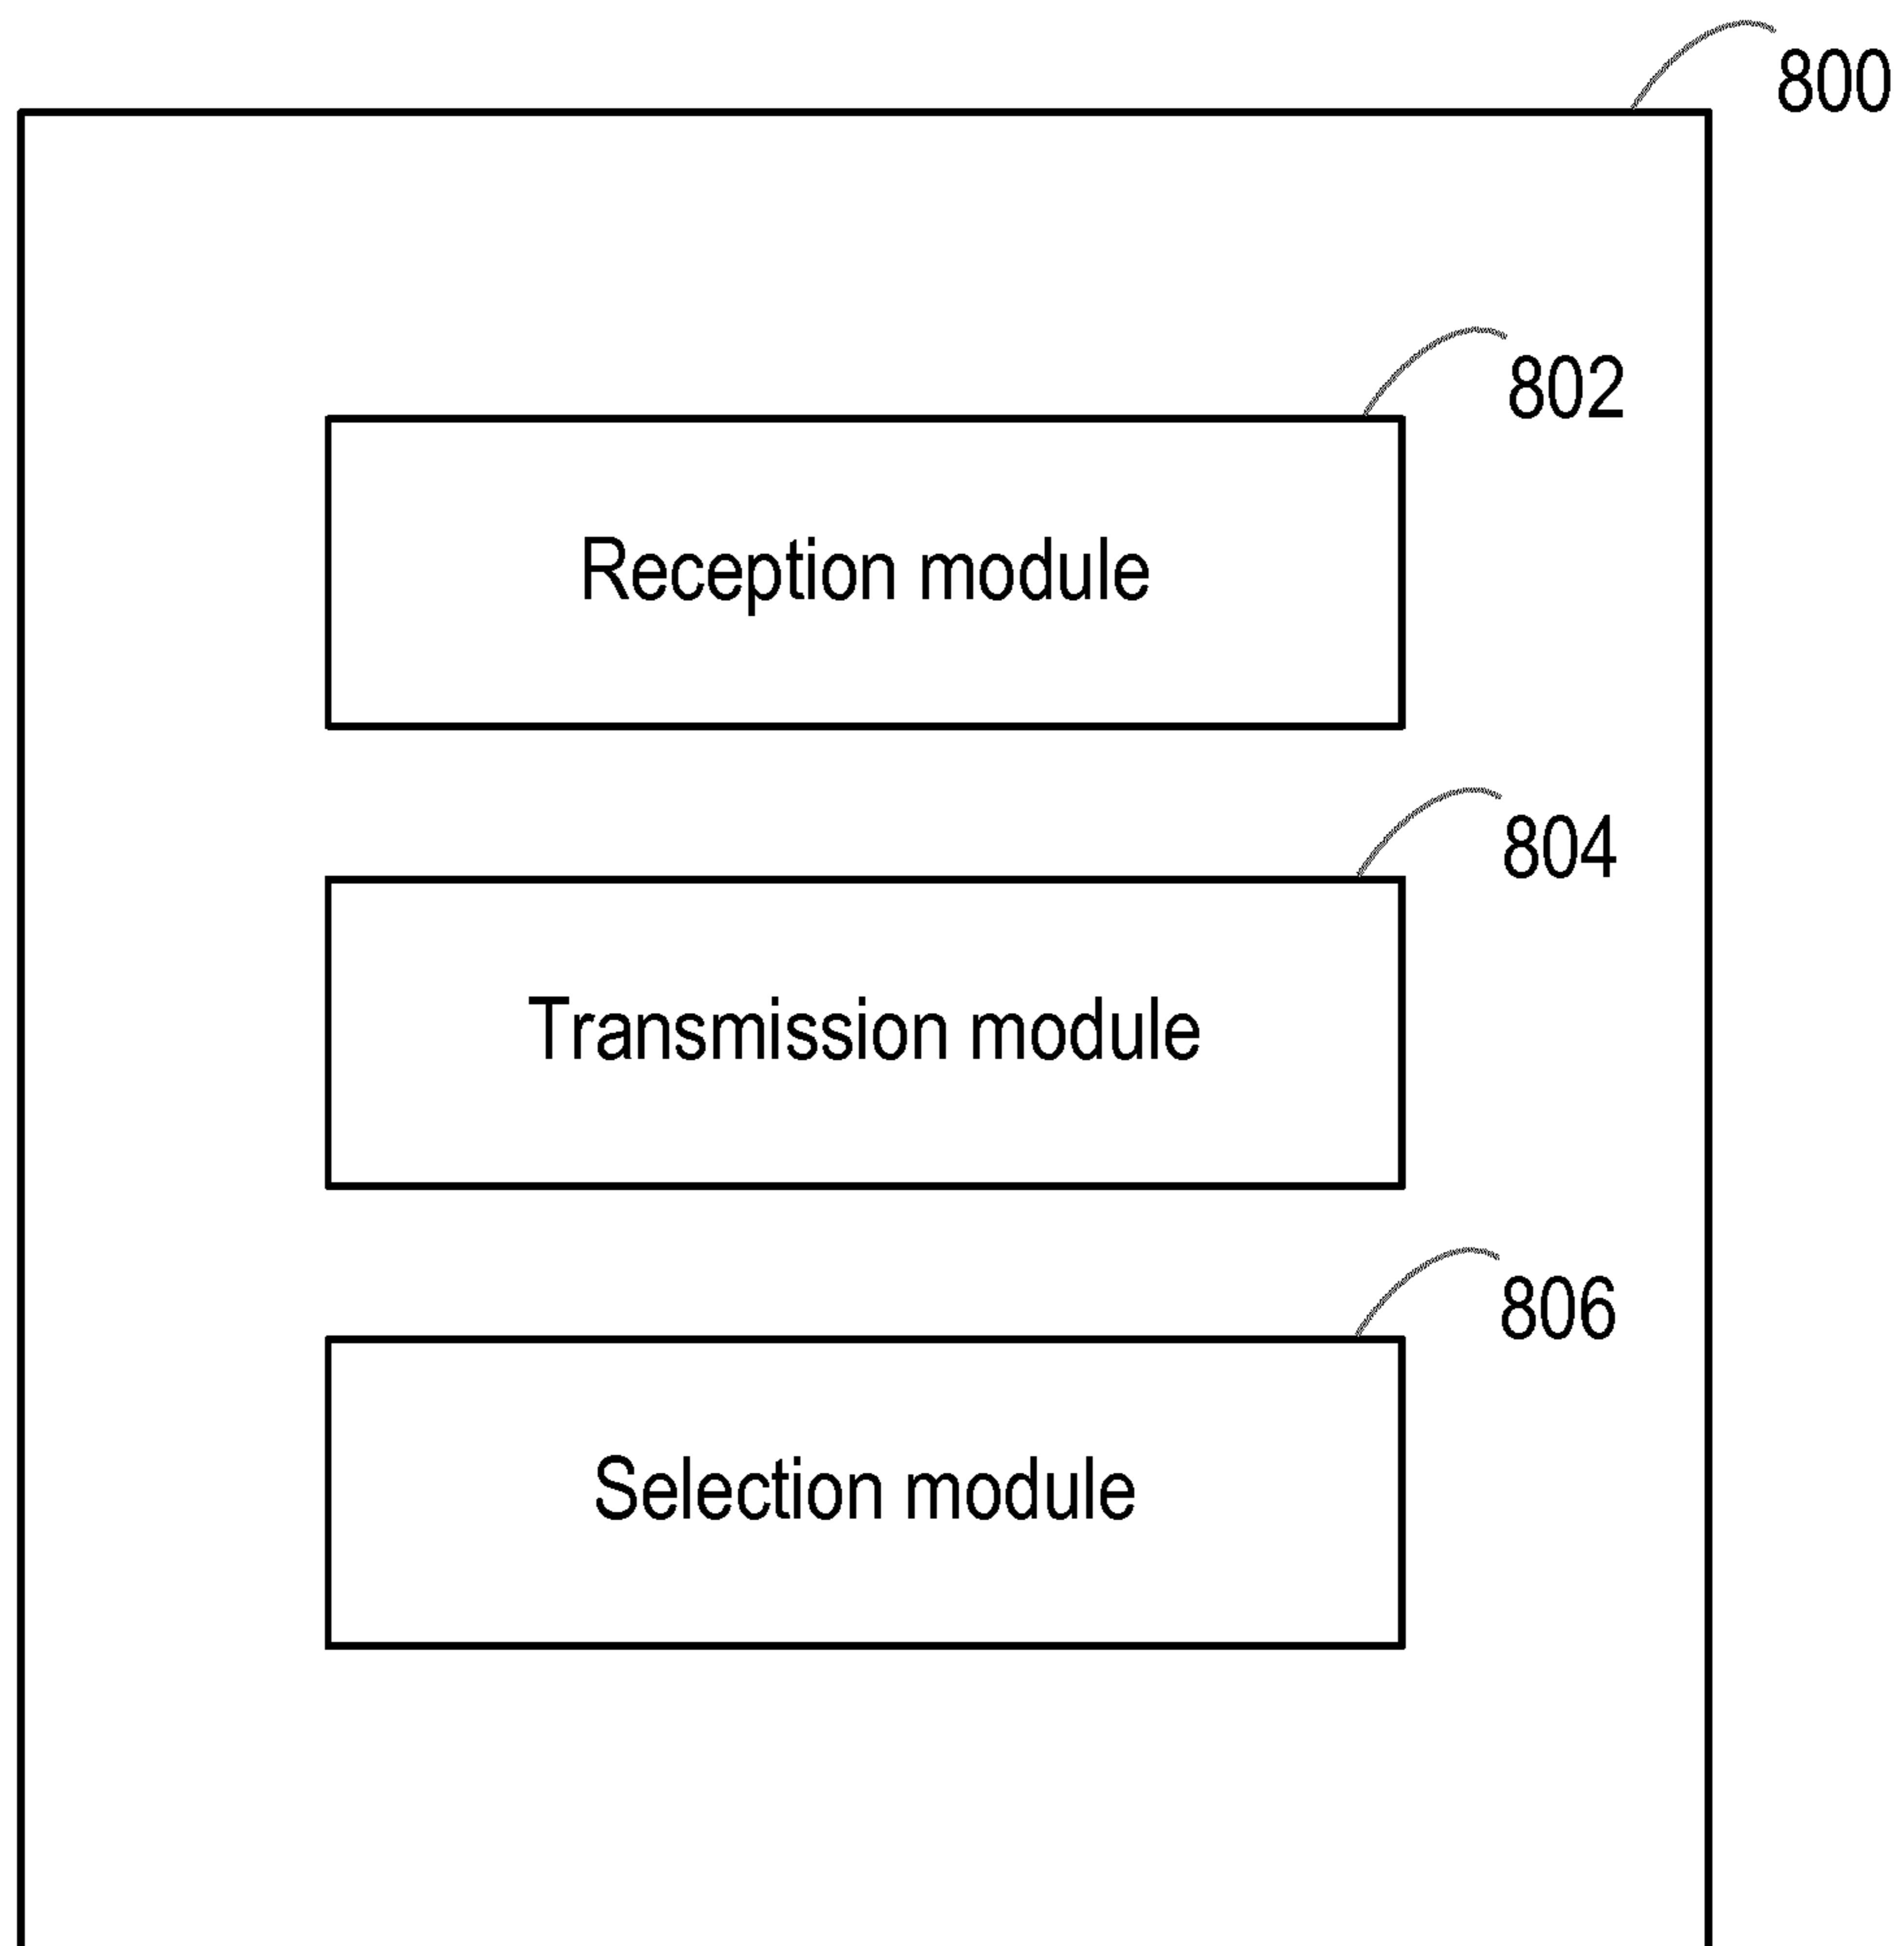 800
802
Reception module
804
Transmission module
806
Selection module